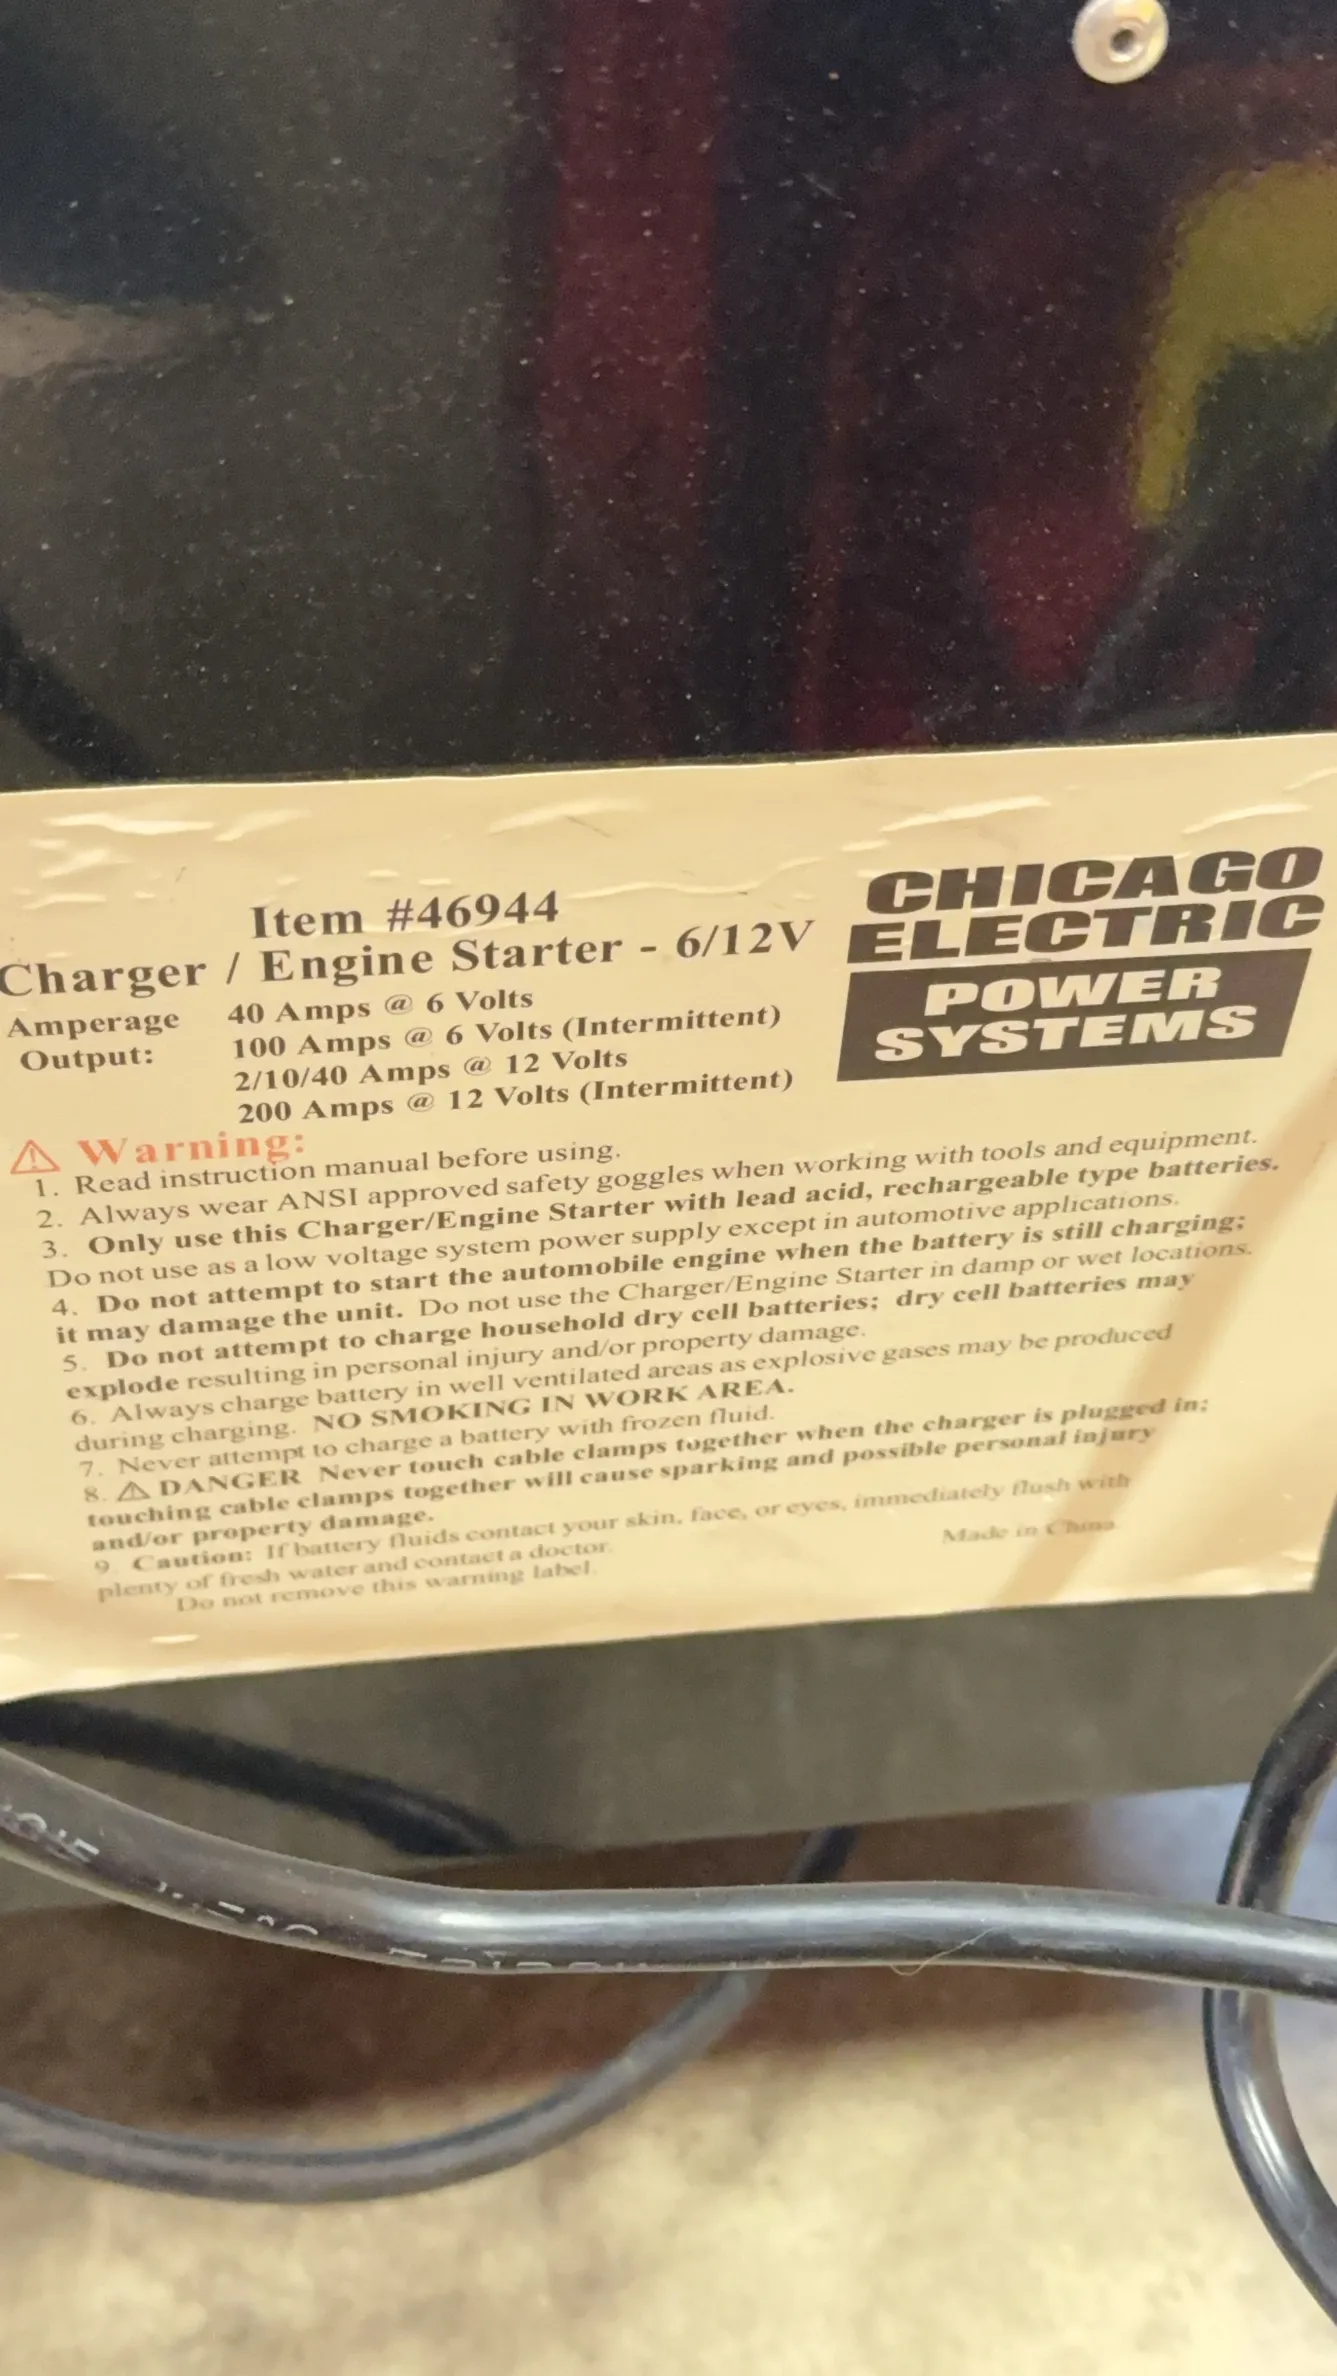 Item #46944
Charger / Engine Starter - 6/12V
CHICAGO
ELECTRIC
POWER
SYSTEMS
Amperage
Output:
40 Amps @ 6 Volts
100 Amps @ 6 Volts (Intermittent)
2/10/40 Amps @ 12 Volts
200 Amps @ 12 Volts (Intermittent)
⚠ Warning:
1. Read instruction manual before using.
2. Always wear ANSI approved safety goggles when working with tools and equipment.
3. Only use this Charger/Engine Starter with lead acid, rechargeable type batteries.
Do not use as a low voltage system power supply except in automotive applications.
4. Do not attempt to start the automobile engine when the battery is still charging;
it may damage the unit. Do not use the Charger/Engine Starter in damp or wet locations.
5. Do not attempt to charge household dry cell batteries; dry cell batteries may
explode resulting in personal injury and/or property damage.
6. Always charge battery in well ventilated areas as explosive gases may be produced
during charging. NO SMOKING IN WORK AREA.
7. Never attempt to charge a battery with frozen fluid.
8. ⚠ DANGER Never touch cable clamps together when the charger is plugged in;
touching cable clamps together will cause sparking and possible personal injury
and/or property damage.
9. Caution: If battery fluids contact your skin, face, or eyes, immediately flush with
plenty of fresh water and contact a doctor.
Do not remove this warning label.
Made in China